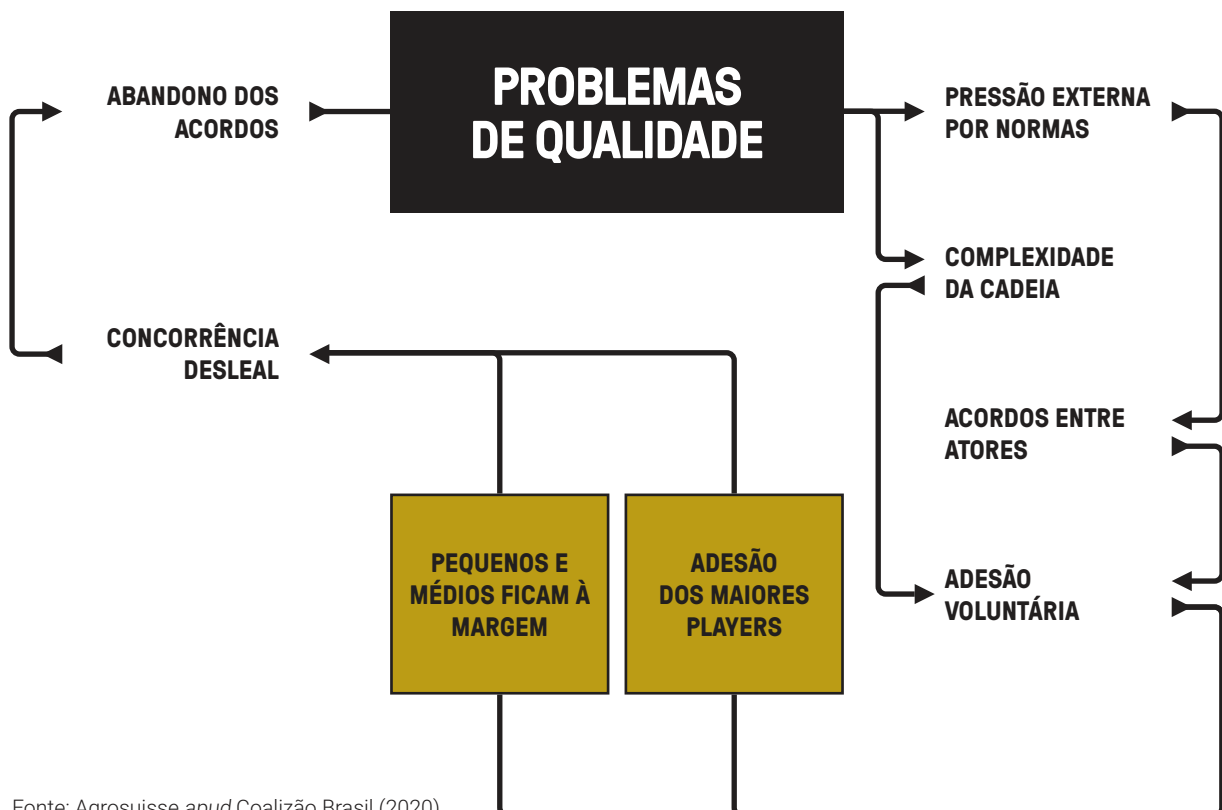 PROBLEMAS
DE QUALIDADE
ABANDONO DOS
ACORDOS
PRESSÃO EXTERNA
POR NORMAS
COMPLEXIDADE
DA CADEIA
CONCORRÊNCIA
DESLEAL
ACORDOS ENTRE
ATORES
PEQUENOS E
MÉDIOS FICAM À
MARGEM
ADESÃO
DOS MAIORES
PLAYERS
ADESÃO
VOLUNTÁRIA
Fonte: Agrosuisse apud Coalizão Brasil (2020)